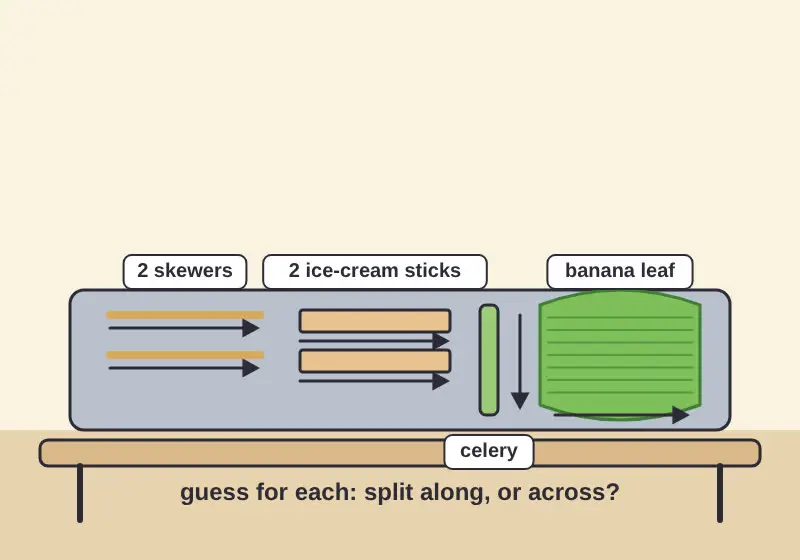 2 skewers
2 ice-cream sticks
banana leaf
celery
guess for each: split along, or across?